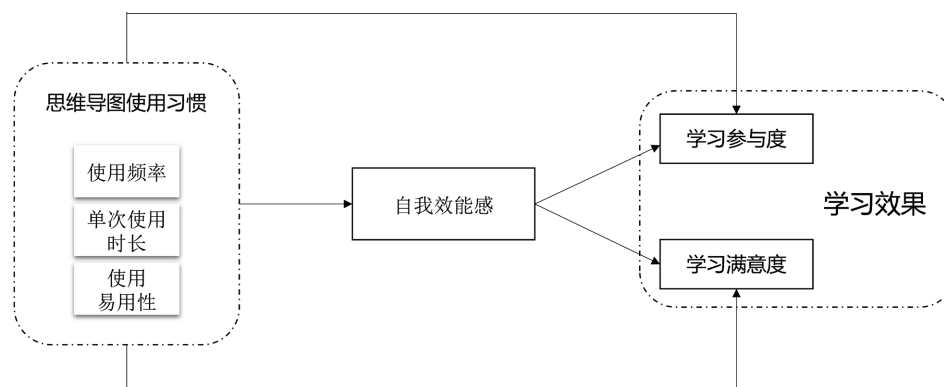 思维导图使用习惯
使用频率
单次使用
时长
使用
易用性
自我效能感
学习参与度
学习效果
学习满意度